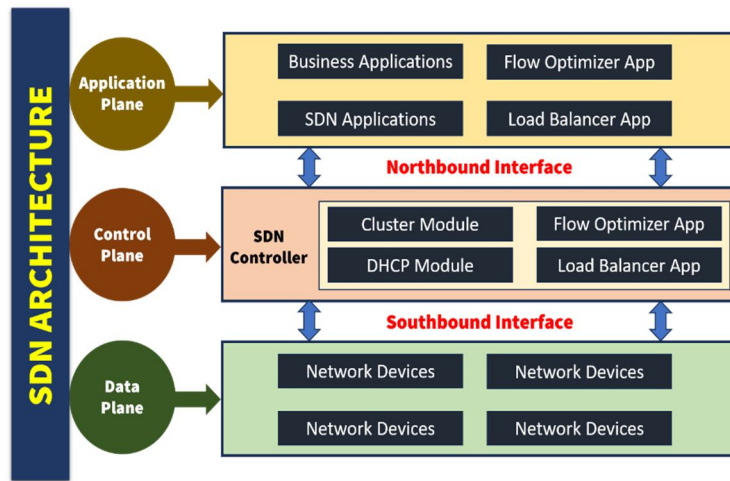 SDN ARCHITECTURE
Application
Plane
Business Applications
Flow Optimizer App
SDN Applications
Load Balancer App
Northbound Interface
Control
Plane
SDN
Controller
Cluster Module
Flow Optimizer App
DHCP Module
Load Balancer App
Southbound Interface
Data
Plane
Network Devices
Network Devices
Network Devices
Network Devices